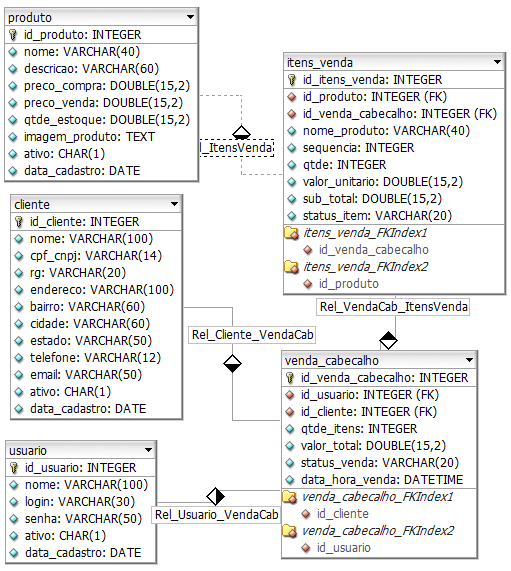 produto
id_produto: INTEGER
nome: VARCHAR(40)
descricao: VARCHAR(60)
preco_compra: DOUBLE(15,2)
preco_venda: DOUBLE(15,2)
qtde_estoque: DOUBLE(15,2)
imagem_produto: TEXT
ativo: CHAR(1)
data_cadastro: DATE
l_ItensVenda
itens_venda
id_itens_venda: INTEGER
id_produto: INTEGER (FK)
id_venda_cabecalho: INTEGER (FK)
nome_produto: VARCHAR(40)
sequencia: INTEGER
qtde: INTEGER
valor_unitario: DOUBLE(15,2)
sub_total: DOUBLE(15,2)
status_item: VARCHAR(20)
itens_venda_FKIndex1
id_venda_cabecalho
itens_venda_FKIndex2
id_produto
Rel_VendaCab_ItensVenda
cliente
id_cliente: INTEGER
nome: VARCHAR(100)
cpf_cnpj: VARCHAR(14)
rg: VARCHAR(20)
endereco: VARCHAR(100)
bairro: VARCHAR(60)
cidade: VARCHAR(60)
estado: VARCHAR(50)
telefone: VARCHAR(12)
email: VARCHAR(50)
ativo: CHAR(1)
data_cadastro: DATE
Rel_Cliente_VendaCab
venda_cabecalho
id_venda_cabecalho: INTEGER
id_usuario: INTEGER (FK)
id_cliente: INTEGER (FK)
qtde_itens: INTEGER
valor_total: DOUBLE(15,2)
status_venda: VARCHAR(20)
data_hora_venda: DATETIME
venda_cabecalho_FKIndex1
id_cliente
venda_cabecalho_FKIndex2
id_usuario
usuario
id_usuario: INTEGER
nome: VARCHAR(100)
login: VARCHAR(30)
senha: VARCHAR(50)
ativo: CHAR(1)
data_cadastro: DATE
Rel_Usuario_VendaCab